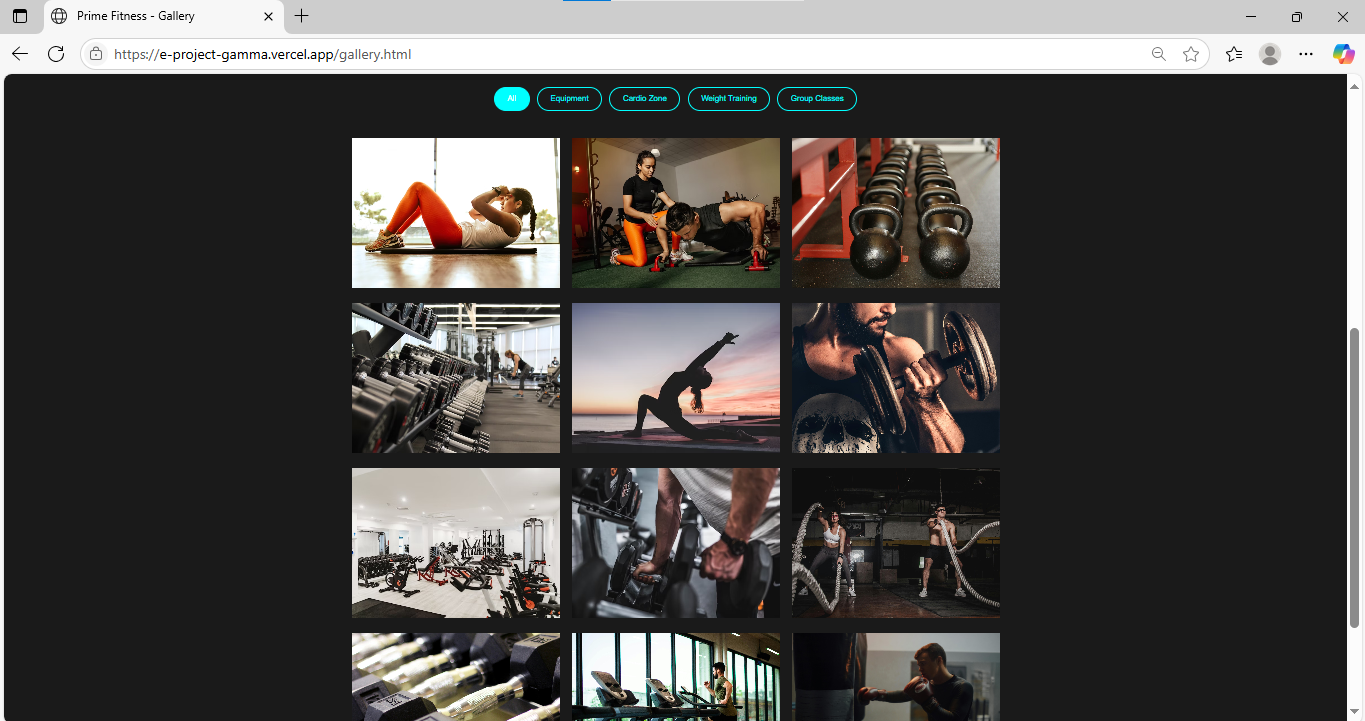 Prime Fitness - Gallery
https://e-project-gamma.vercel.app/gallery.html
All Equipment Cardio Zone Weight Training Group Classes